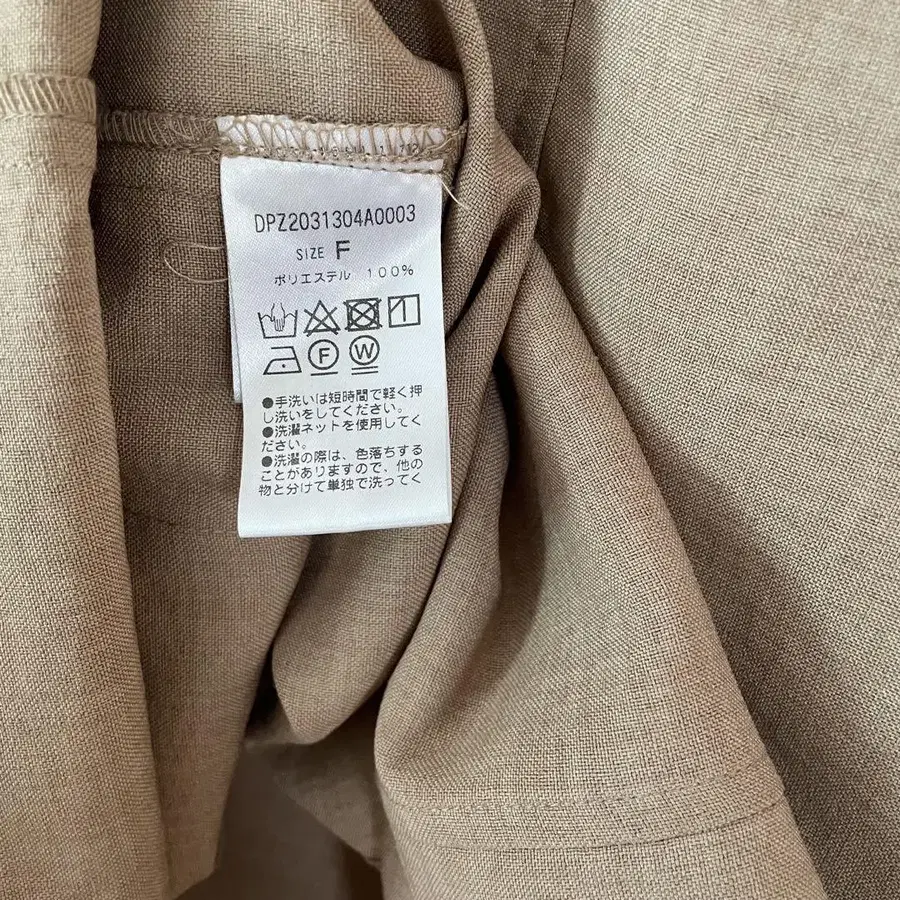 DPZ2031304A0003
SIZE F
ポリエステル 100%
F W
●手洗いは短時間で軽く押
し洗いをしてください。
●洗濯ネットを使用してく
ださい。
●洗濯の際は、色落ちする
ことがありますので、他の
物と分けて単独で洗ってく